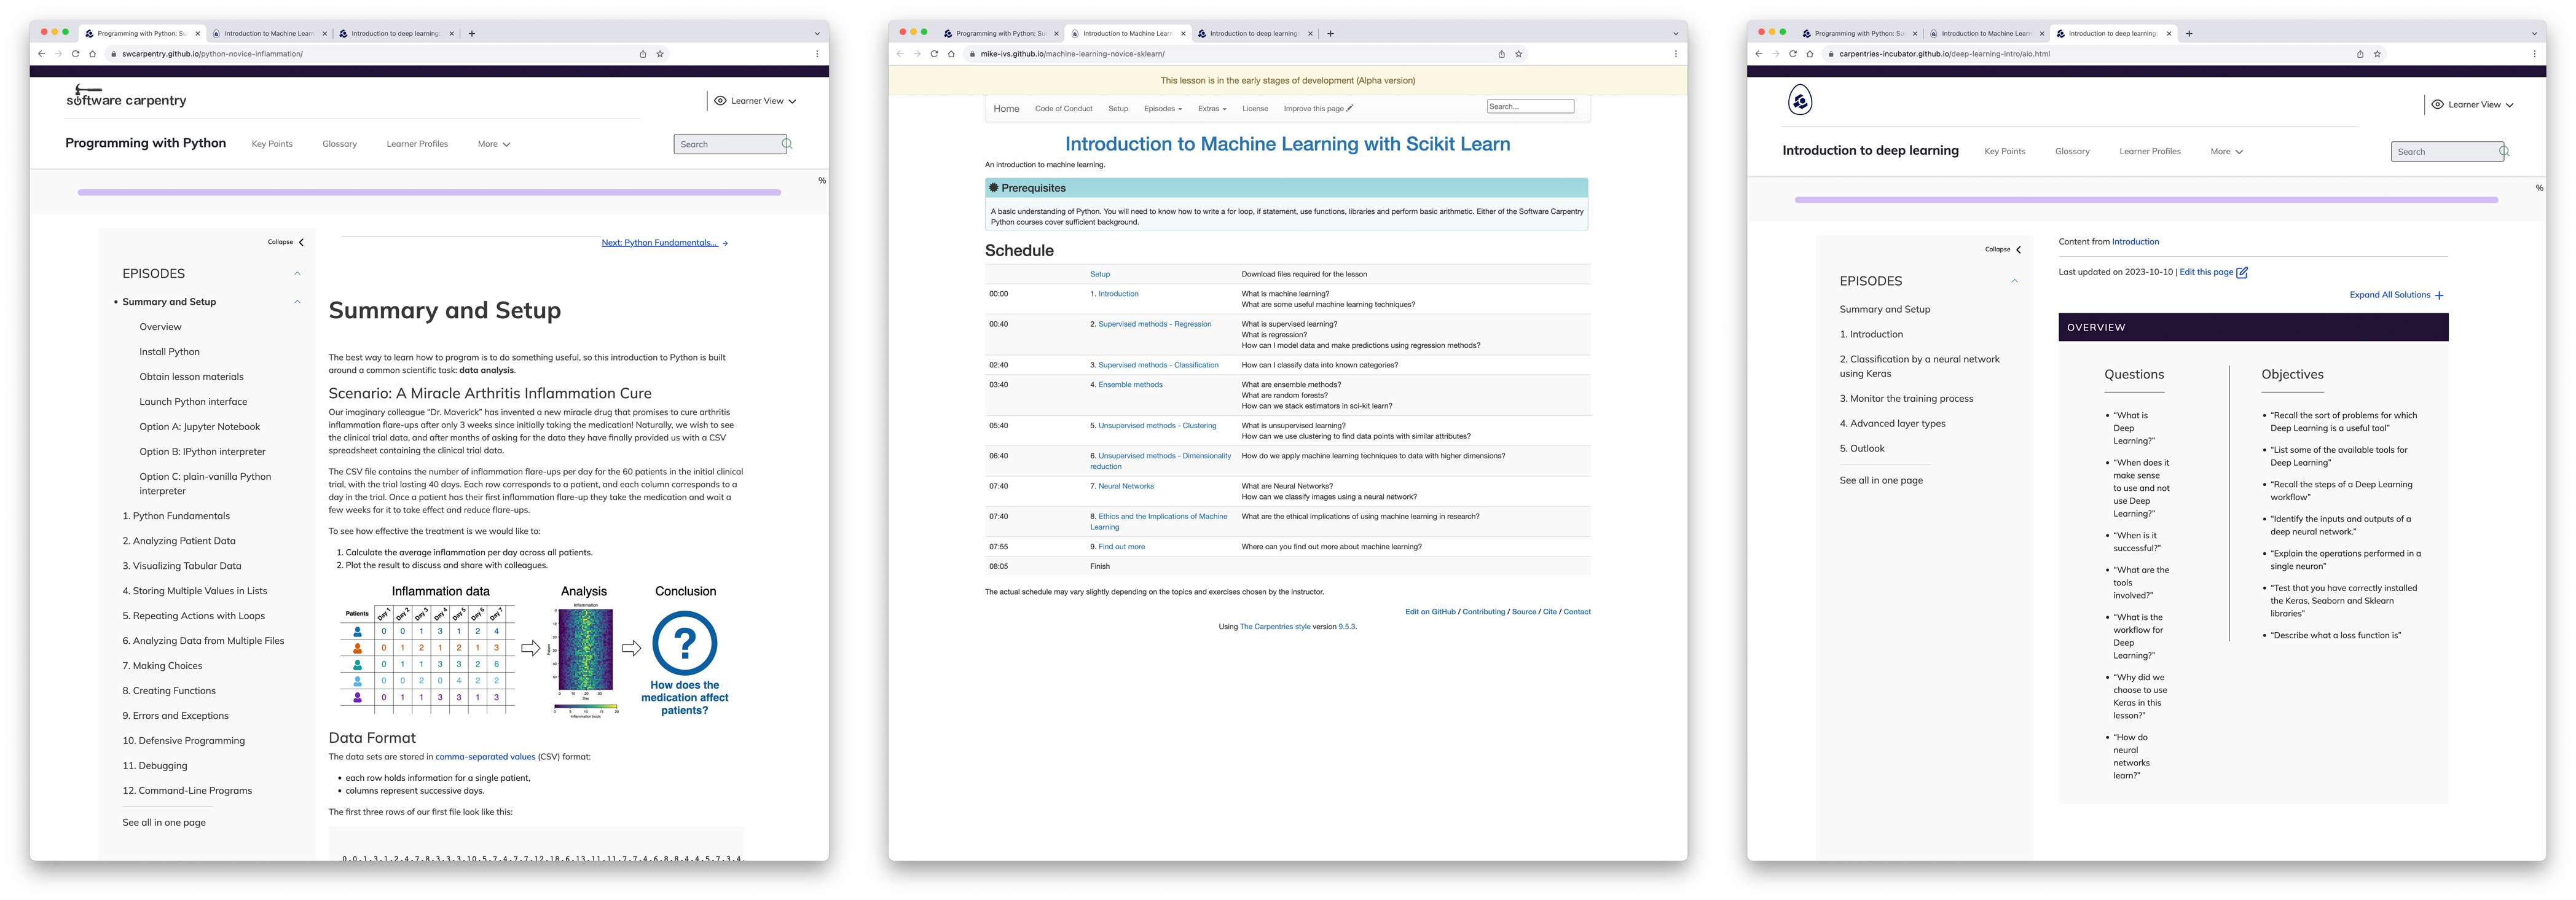 Programming with Python: Su
Introduction to Machine Learn
Introduction to deep learning:
swcarpentry.github.io/python-novice-inflammation/
software carpentry
Learner View
Programming with Python
Key Points
Glossary
Learner Profiles
More
Search
%
Collapse
EPISODES
Summary and Setup
Overview
Install Python
Obtain lesson materials
Launch Python interface
Option A: Jupyter Notebook
Option B: IPython interpreter
Option C: plain-vanilla Python
interpreter
1. Python Fundamentals
2. Analyzing Patient Data
3. Visualizing Tabular Data
4. Storing Multiple Values in Lists
5. Repeating Actions with Loops
6. Analyzing Data from Multiple Files
7. Making Choices
8. Creating Functions
9. Errors and Exceptions
10. Defensive Programming
11. Debugging
12. Command-Line Programs
See all in one page
Next: Python Fundamentals...
Summary and Setup
The best way to learn how to program is to do something useful, so this introduction to Python is built
around a common scientific task: data analysis.
Scenario: A Miracle Arthritis Inflammation Cure
Our imaginary colleague “Dr. Maverick” has invented a new miracle drug that promises to cure arthritis
inflammation flare-ups after only 3 weeks since initially taking the medication! Naturally, we wish to see
the clinical trial data, and after months of asking for the data they have finally provided us with a CSV
spreadsheet containing the clinical trial data.
The CSV file contains the number of inflammation flare-ups per day for the 60 patients in the initial clinical
trial, with the trial lasting 40 days. Each row corresponds to a patient, and each column corresponds to a
day in the trial. Once a patient has their first inflammation flare-up they take the medication and wait a
few weeks for it to take effect and reduce flare-ups.
To see how effective the treatment is we would like to:
1. Calculate the average inflammation per day across all patients.
2. Plot the result to discuss and share with colleagues.
Inflammation data
Analysis
Conclusion
Patients Day 1 Day 2 Day 3 Day 4 Day 5 Day 6 Day 7
0 0 1 3 1 2 4
0 1 2 1 2 1 3
0 1 1 3 3 2 6
0 0 2 0 4 2 2
0 1 1 3 3 1 3
Inflammation
Day
Inflammation levels
?
How does the
medication affect
patients?
Data Format
The data sets are stored in comma-separated values (CSV) format:
each row holds information for a single patient,
columns represent successive days.
The first three rows of our first file look like this:
Programming with Python: Su
Introduction to Machine Learn
Introduction to deep learning:
mike-ivs.github.io/machine-learning-novice-sklearn/
This lesson is in the early stages of development (Alpha version)
Home
Code of Conduct
Setup
Episodes
Extras
License
Improve this page
Search...
Introduction to Machine Learning with Scikit Learn
An introduction to machine learning.
Prerequisites
A basic understanding of Python. You will need to know how to write a for loop, if statement, use functions, libraries and perform basic arithmetic. Either of the Software Carpentry
Python courses cover sufficient background.
Schedule
Setup Download files required for the lesson
00:00 1. Introduction What is machine learning?
What are some useful machine learning techniques?
00:40 2. Supervised methods - Regression What is supervised learning?
What is regression?
How can I model data and make predictions using regression methods?
02:40 3. Supervised methods - Classification How can I classify data into known categories?
03:40 4. Ensemble methods What are ensemble methods?
What are random forests?
How can we stack estimators in sci-kit learn?
05:40 5. Unsupervised methods - Clustering What is unsupervised learning?
How can we use clustering to find data points with similar attributes?
06:40 6. Unsupervised methods - Dimensionality How do we apply machine learning techniques to data with higher dimensions?
reduction
07:40 7. Neural Networks What are Neural Networks?
How can we classify images using a neural network?
07:40 8. Ethics and the Implications of Machine What are the ethical implications of using machine learning in research?
Learning
07:55 9. Find out more Where can you find out more about machine learning?
08:05 Finish
The actual schedule may vary slightly depending on the topics and exercises chosen by the instructor.
Edit on GitHub / Contributing / Source / Cite / Contact
Using The Carpentries style version 9.5.3.
Programming with Python: Su
Introduction to Machine Learn
Introduction to deep learning:
carpentries-incubator.github.io/deep-learning-intro/aio.html
Learner View
Introduction to deep learning
Key Points
Glossary
Learner Profiles
More
Search
%
Collapse
EPISODES
Summary and Setup
1. Introduction
2. Classification by a neural network
using Keras
3. Monitor the training process
4. Advanced layer types
5. Outlook
See all in one page
Content from Introduction
Last updated on 2023-10-10 | Edit this page
Expand All Solutions +
OVERVIEW
Questions
“What is
Deep
Learning?”
“When does it
make sense
to use and not
use Deep
Learning?”
“When is it
successful?”
“What are the
tools
involved?”
“What is the
workflow for
Deep
Learning?”
“Why did we
choose to use
Keras in this
lesson?”
“How do
neural
networks
learn?”
Objectives
“Recall the sort of problems for which
Deep Learning is a useful tool”
“List some of the available tools for
Deep Learning”
“Recall the steps of a Deep Learning
workflow”
“Identify the inputs and outputs of a
deep neural network.”
“Explain the operations performed in a
single neuron”
“Test that you have correctly installed
the Keras, Seaborn and Sklearn
libraries”
“Describe what a loss function is”